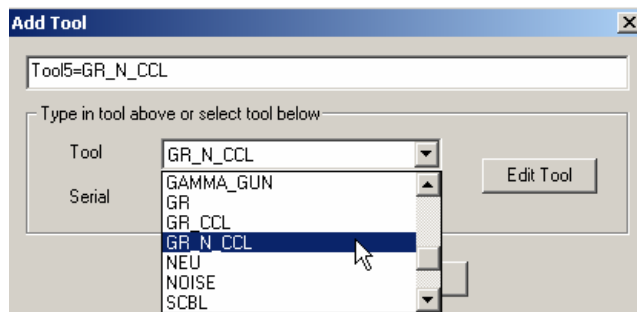 Add Tool
Tool5=GR_N_CCL
Type in tool above or select tool below
Tool
GR_N_CCL
Edit Tool
Serial
GAMMA_GUN
GR
GR_CCL
GR_N_CCL
NEU
NOISE
SCBL